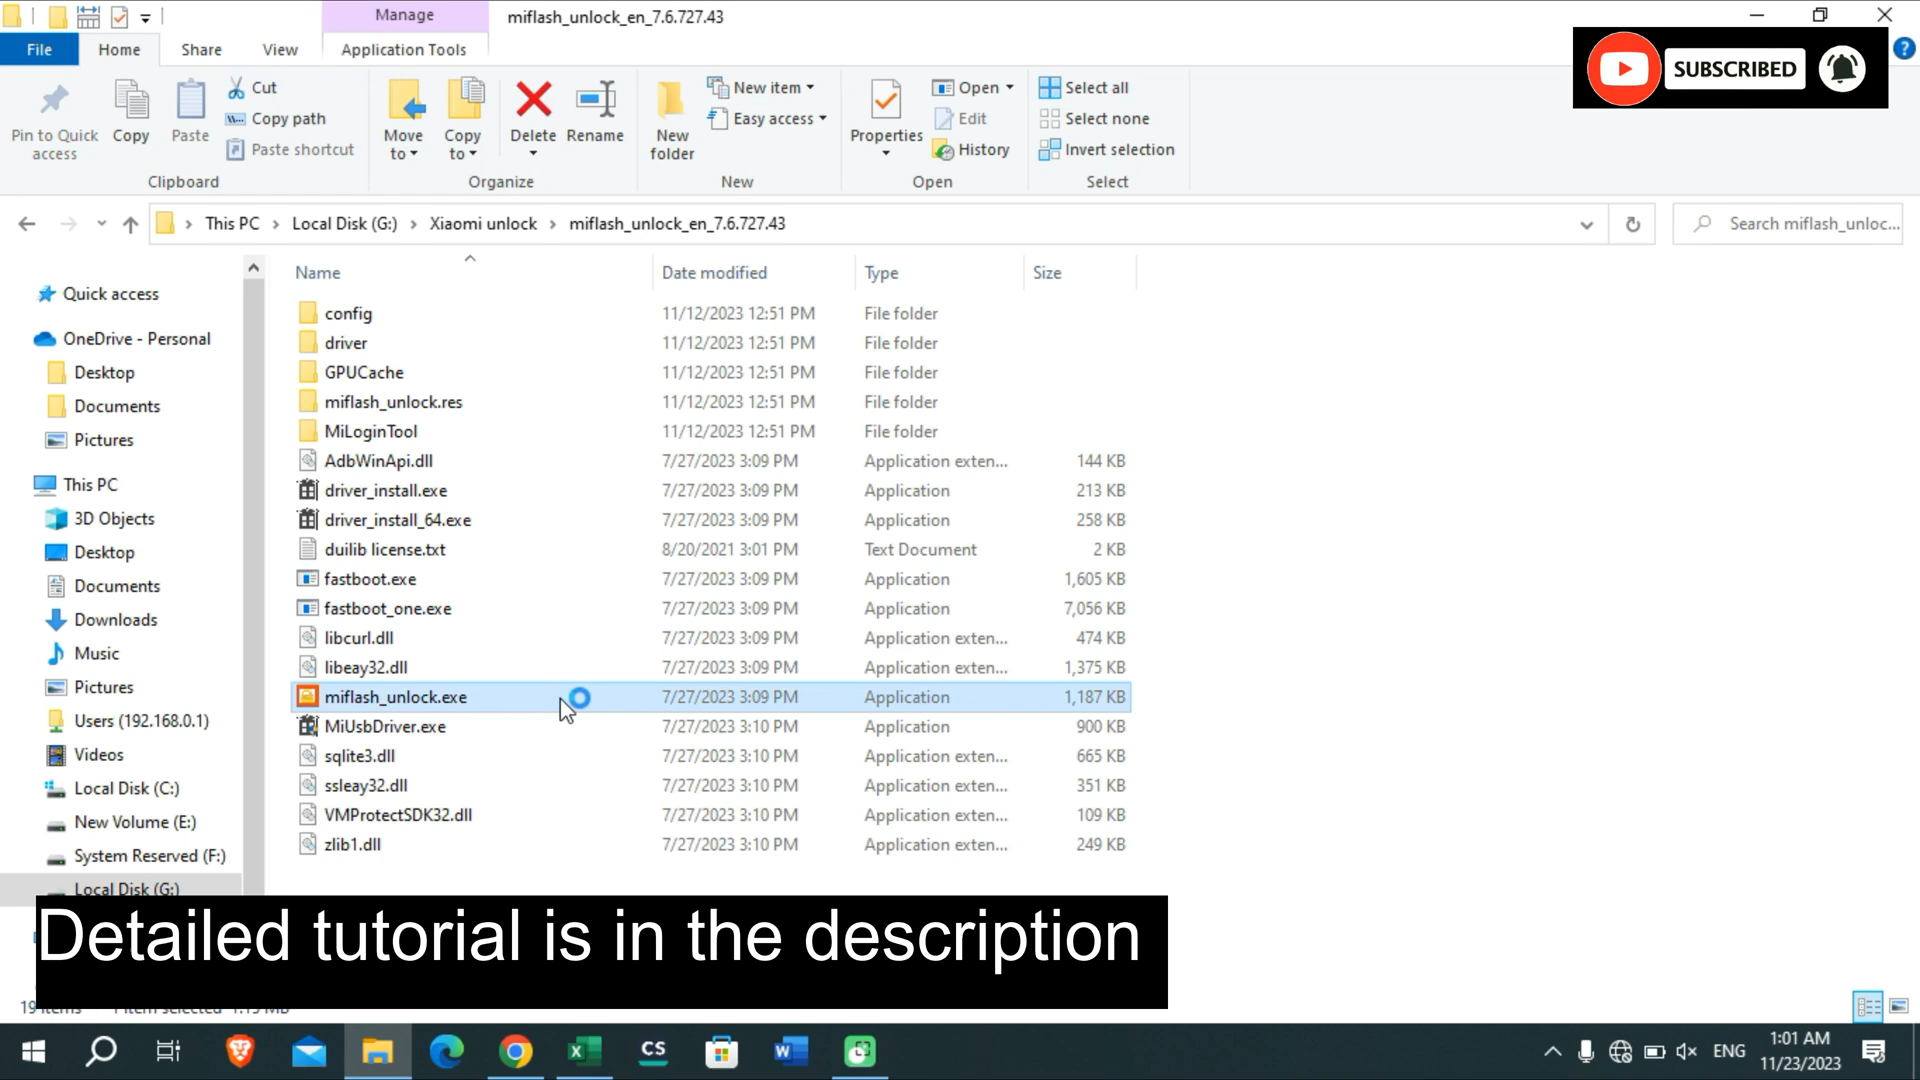 Manage
miflash_unlock_en_7.6.727.43
File
Home
Share
View
Application Tools
SUBSCRIBED
Pin to Quick access
Copy
Paste
Cut
Copy path
Paste shortcut
Clipboard
Move to
Copy to
Delete
Rename
Organize
New folder
New item
Easy access
New
Properties
Open
Edit
History
Open
Select all
Select none
Invert selection
Select
This PC
Local Disk (G:)
Xiaomi unlock
miflash_unlock_en_7.6.727.43
Search miflash_unloc...
Quick access
OneDrive - Personal
Desktop
Documents
Pictures
This PC
3D Objects
Desktop
Documents
Downloads
Music
Pictures
Users (192.168.0.1)
Videos
Local Disk (C:)
New Volume (E:)
System Reserved (F:)
Local Disk (G:)
Name Date modified Type Size
config 11/12/2023 12:51 PM File folder
driver 11/12/2023 12:51 PM File folder
GPUCache 11/12/2023 12:51 PM File folder
miflash_unlock.res 11/12/2023 12:51 PM File folder
MiLoginTool 11/12/2023 12:51 PM File folder
AdbWinApi.dll 7/27/2023 3:09 PM Application exten... 144 KB
driver_install.exe 7/27/2023 3:09 PM Application 213 KB
driver_install_64.exe 7/27/2023 3:09 PM Application 258 KB
duilib license.txt 8/20/2021 3:01 PM Text Document 2 KB
fastboot.exe 7/27/2023 3:09 PM Application 1,605 KB
fastboot_one.exe 7/27/2023 3:09 PM Application 7,056 KB
libcurl.dll 7/27/2023 3:09 PM Application exten... 474 KB
libeay32.dll 7/27/2023 3:09 PM Application exten... 1,375 KB
miflash_unlock.exe 7/27/2023 3:09 PM Application 1,187 KB
MiUsbDriver.exe 7/27/2023 3:10 PM Application 900 KB
sqlite3.dll 7/27/2023 3:10 PM Application exten... 665 KB
ssleay32.dll 7/27/2023 3:10 PM Application exten... 351 KB
VMProtectSDK32.dll 7/27/2023 3:10 PM Application exten... 109 KB
zlib1.dll 7/27/2023 3:10 PM Application exten... 249 KB
Detailed tutorial is in the description
19 items 1 item selected 1.15 MB
CS
ENG
1:01 AM
11/23/2023